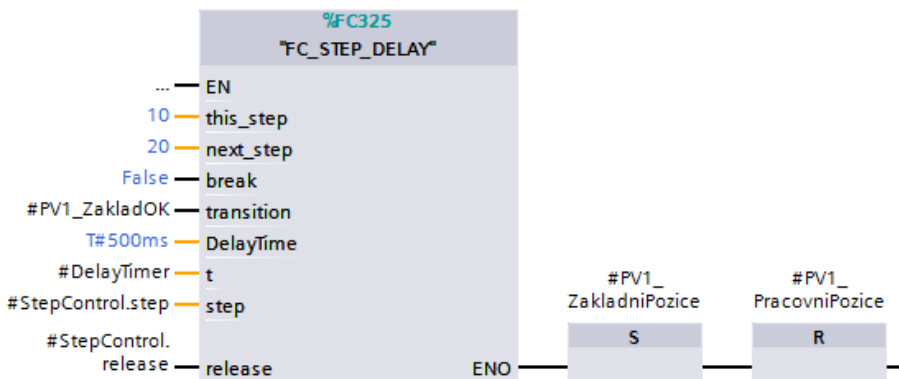 %FC325
"FC_STEP_DELAY"
... EN
10 this_step
20 next_step
False break
#PV1_ZakladOK transition
T#500ms DelayTime
#DelayTimer t
#StepControl.step step
#StepControl.
release release ENO
#PV1_
ZakladniPozice
S
#PV1_
PracovniPozice
R